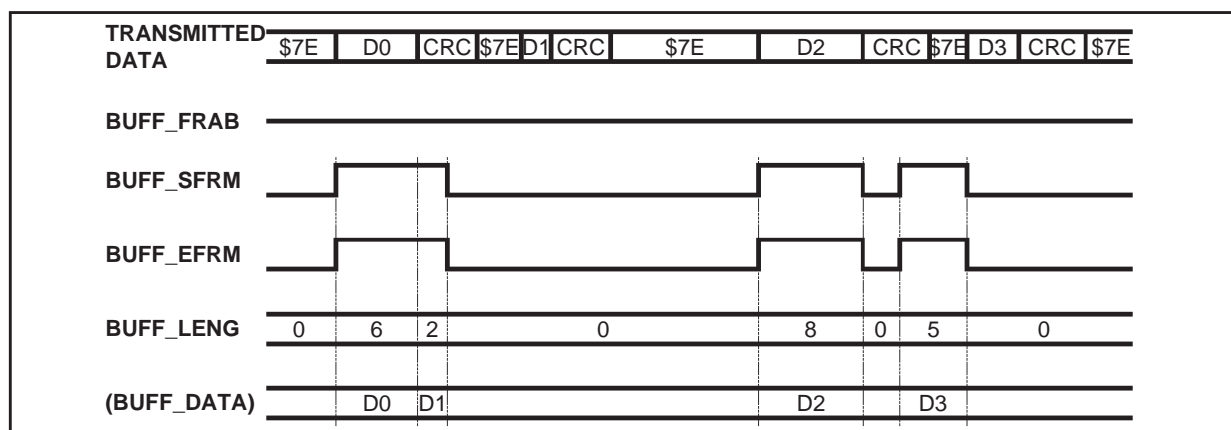 TRANSMITTED DATA $7E D0 CRC $7E D1 CRC $7E D2 CRC $7E D3 CRC $7E
BUFF_FRAB
BUFF_SFRM
BUFF_EFRM
BUFF_LENG 0 6 2 0 8 0 5 0
(BUFF_DATA) D0 D1 D2 D3